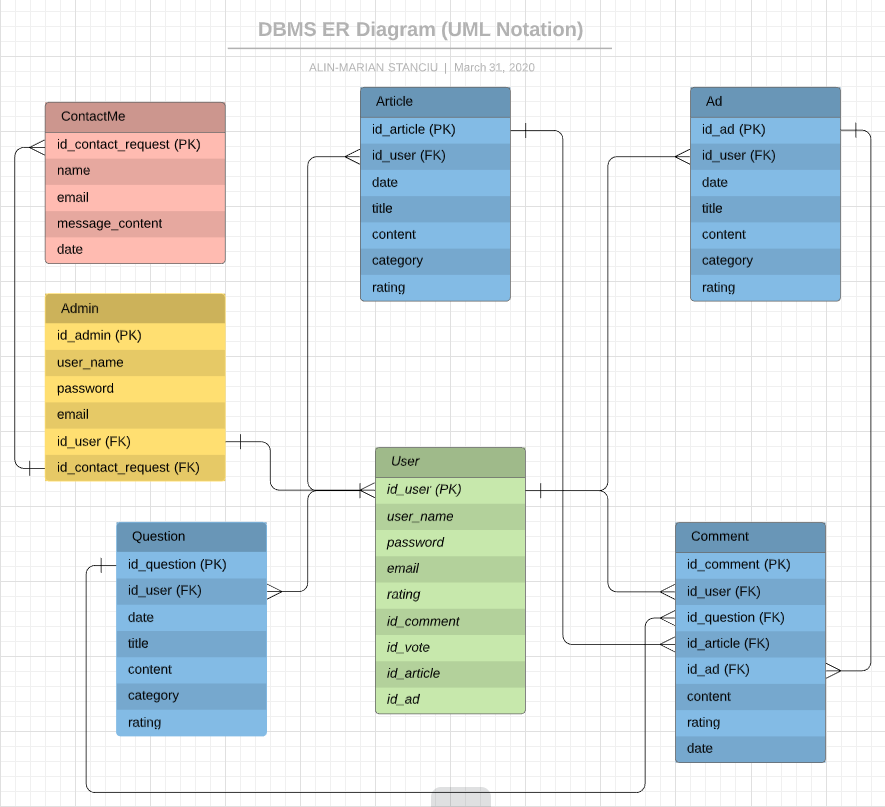 DBMS ER Diagram (UML Notation)
ALIN-MARIAN STANCIU | March 31, 2020
ContactMe
id_contact_request (PK)
name
email
message_content
date
Article
id_article (PK)
id_user (FK)
date
title
content
category
rating
Ad
id_ad (PK)
id_user (FK)
date
title
content
category
rating
Admin
id_admin (PK)
user_name
password
email
id_user (FK)
id_contact_request (FK)
User
id_user (PK)
user_name
password
email
rating
id_comment
id_vote
id_article
id_ad
Question
id_question (PK)
id_user (FK)
date
title
content
category
rating
Comment
id_comment (PK)
id_user (FK)
id_question (FK)
id_article (FK)
id_ad (FK)
content
rating
date